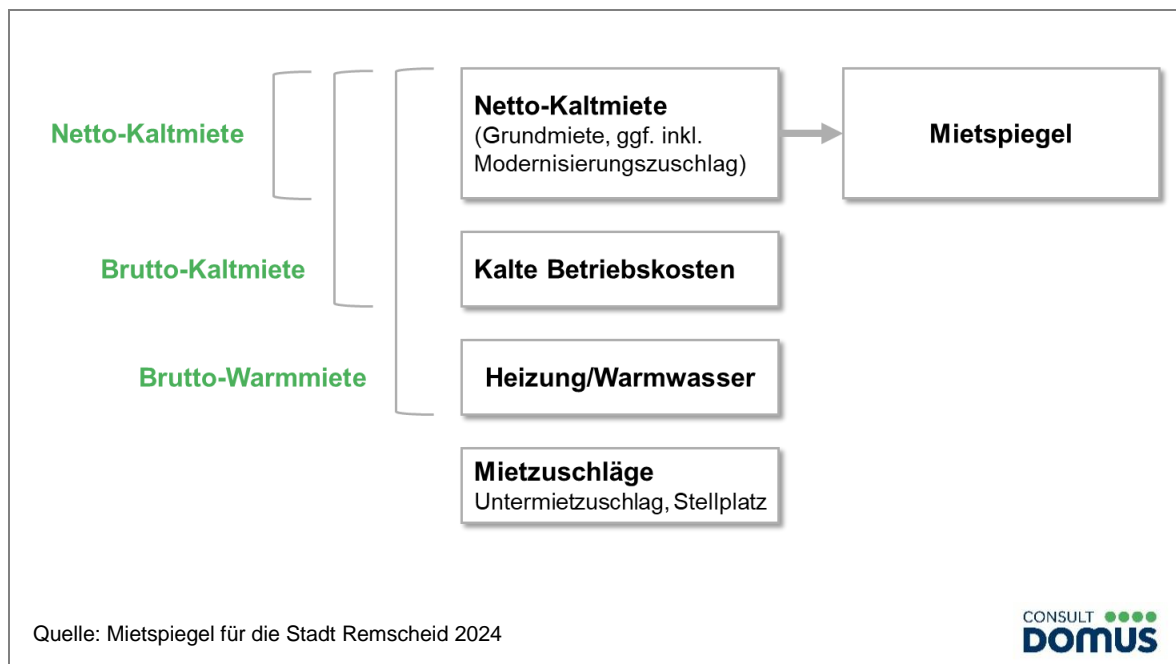 Netto-Kaltmiete
Netto-Kaltmiete
(Grundmiete, ggf. inkl.
Modernisierungszuschlag)
Mietspiegel
Brutto-Kaltmiete
Kalte Betriebskosten
Brutto-Warmmiete
Heizung/Warmwasser
Mietzuschläge
Untermietzuschlag, Stellplatz
Quelle: Mietspiegel für die Stadt Remscheid 2024
CONSULT
DOMUS